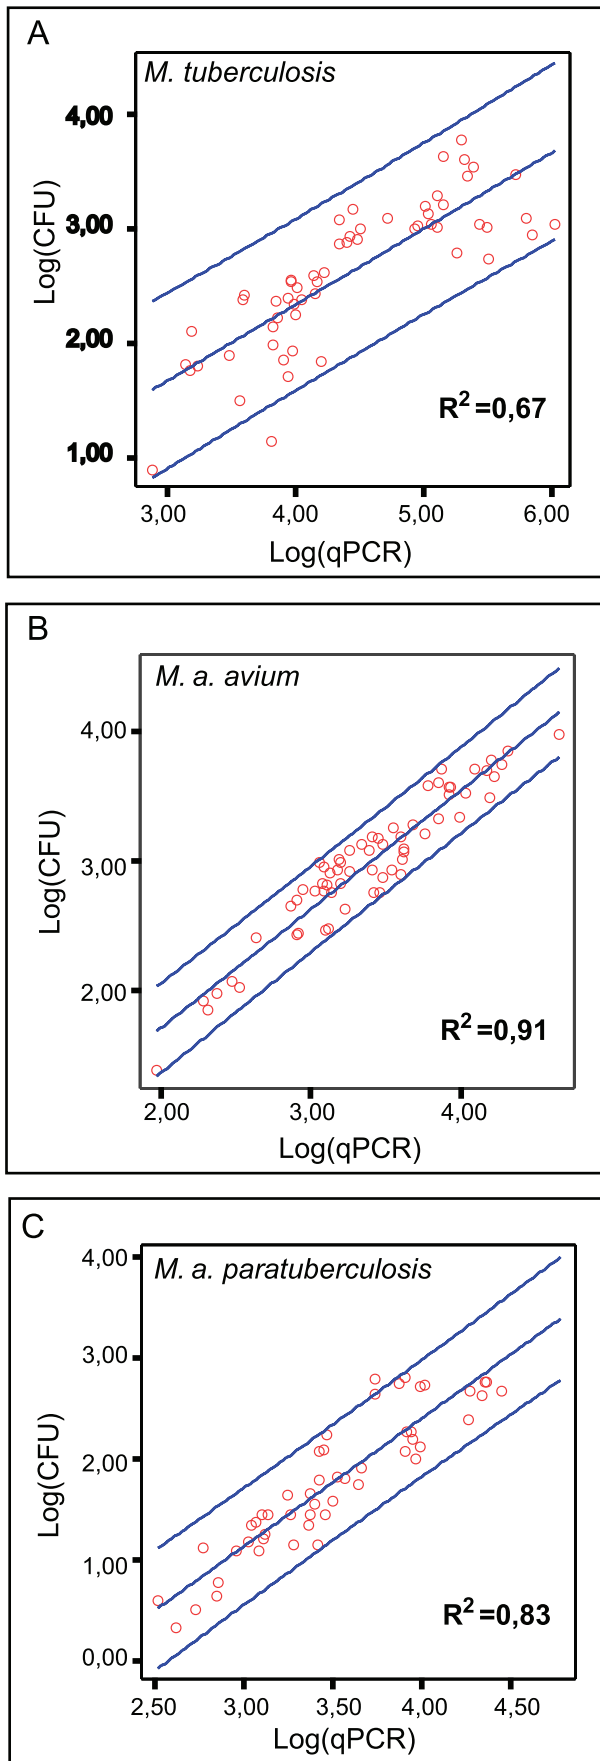 A
M. tuberculosis
4,00
3,00
2,00
1,00
Log(CFU)
R2=0,67
3,00 4,00 5,00 6,00
Log(qPCR)
B
M. a. avium
4,00
3,00
2,00
Log(CFU)
R2=0,91
2,00 3,00 4,00
Log(qPCR)
C
M. a. paratuberculosis
4,00
3,00
2,00
1,00
0,00
Log(CFU)
R2=0,83
2,50 3,00 3,50 4,00 4,50
Log(qPCR)